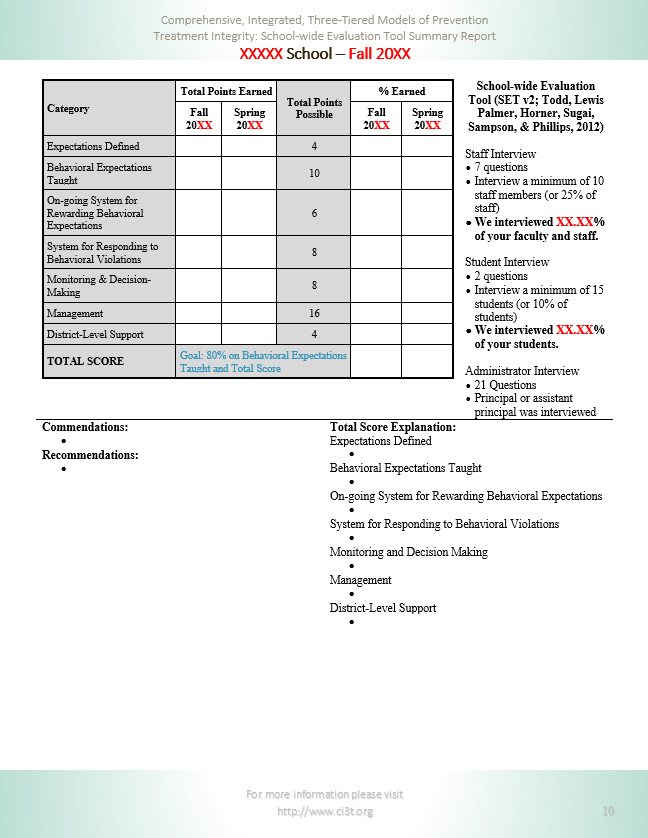 Comprehensive, Integrated, Three-Tiered Models of Prevention
Treatment Integrity: School-wide Evaluation Tool Summary Report
XXXXX School – Fall 20XX
Category
Total Points Earned
Total Points
Possible
% Earned
Fall
20XX
Spring
20XX
Fall
20XX
Spring
20XX
Expectations Defined
4
Behavioral Expectations
Taught
10
On-going System for
Rewarding Behavioral
Expectations
6
System for Responding to
Behavioral Violations
8
Monitoring & Decision-
Making
8
Management
16
District-Level Support
4
TOTAL SCORE
Goal: 80% on Behavioral Expectations
Taught and Total Score
School-wide Evaluation
Tool (SET v2; Todd, Lewis
Palmer, Horner, Sugai,
Sampson, & Phillips, 2012)
Staff Interview
• 7 questions
• Interview a minimum of 10
staff members (or 25% of
staff)
• We interviewed XX.XX%
of your faculty and staff.
Student Interview
• 2 questions
• Interview a minimum of 15
students (or 10% of
students)
• We interviewed XX.XX%
of your students.
Administrator Interview
• 21 Questions
• Principal or assistant
principal was interviewed
Commendations:
•
Recommendations:
•
Total Score Explanation:
Expectations Defined
•
Behavioral Expectations Taught
•
On-going System for Rewarding Behavioral Expectations
•
System for Responding to Behavioral Violations
•
Monitoring and Decision Making
•
Management
•
District-Level Support
•
For more information please visit
http://www.ci3t.org
10